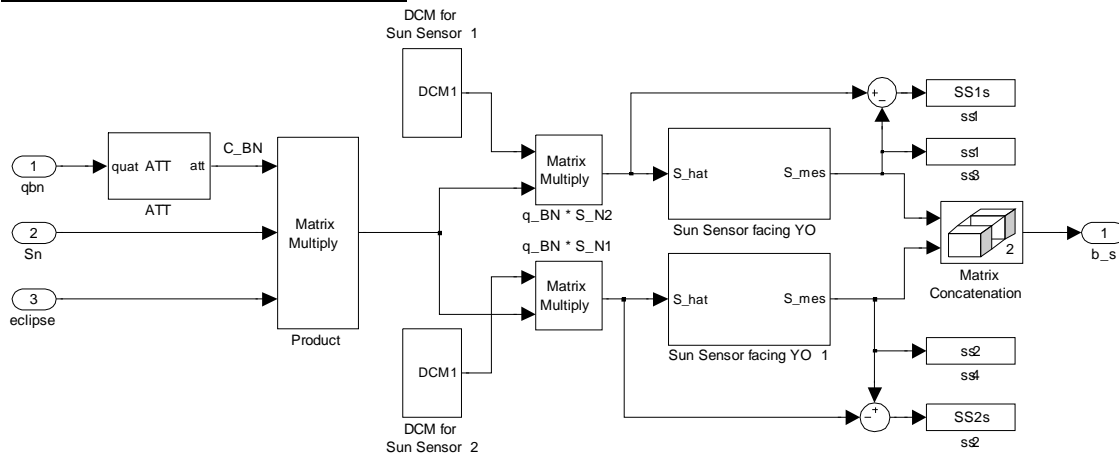 DCM for
Sun Sensor 1
DCM1
1
qbn
quat
ATT
att
ATT
C_BN
2
Sn
3
eclipse
Matrix
Multiply
Product
Matrix
Multiply
q_BN * S_N2
q_BN * S_N1
Matrix
Multiply
DCM1
DCM for
Sun Sensor 2
S_hat
S_mes
Sun Sensor facing YO
S_hat
S_mes
Sun Sensor facing YO 1
+
−
SS1s
ss1
ss1
ss3
2
Matrix
Concatenation
1
b_s
ss2
ss4
+
−
SS2s
ss2